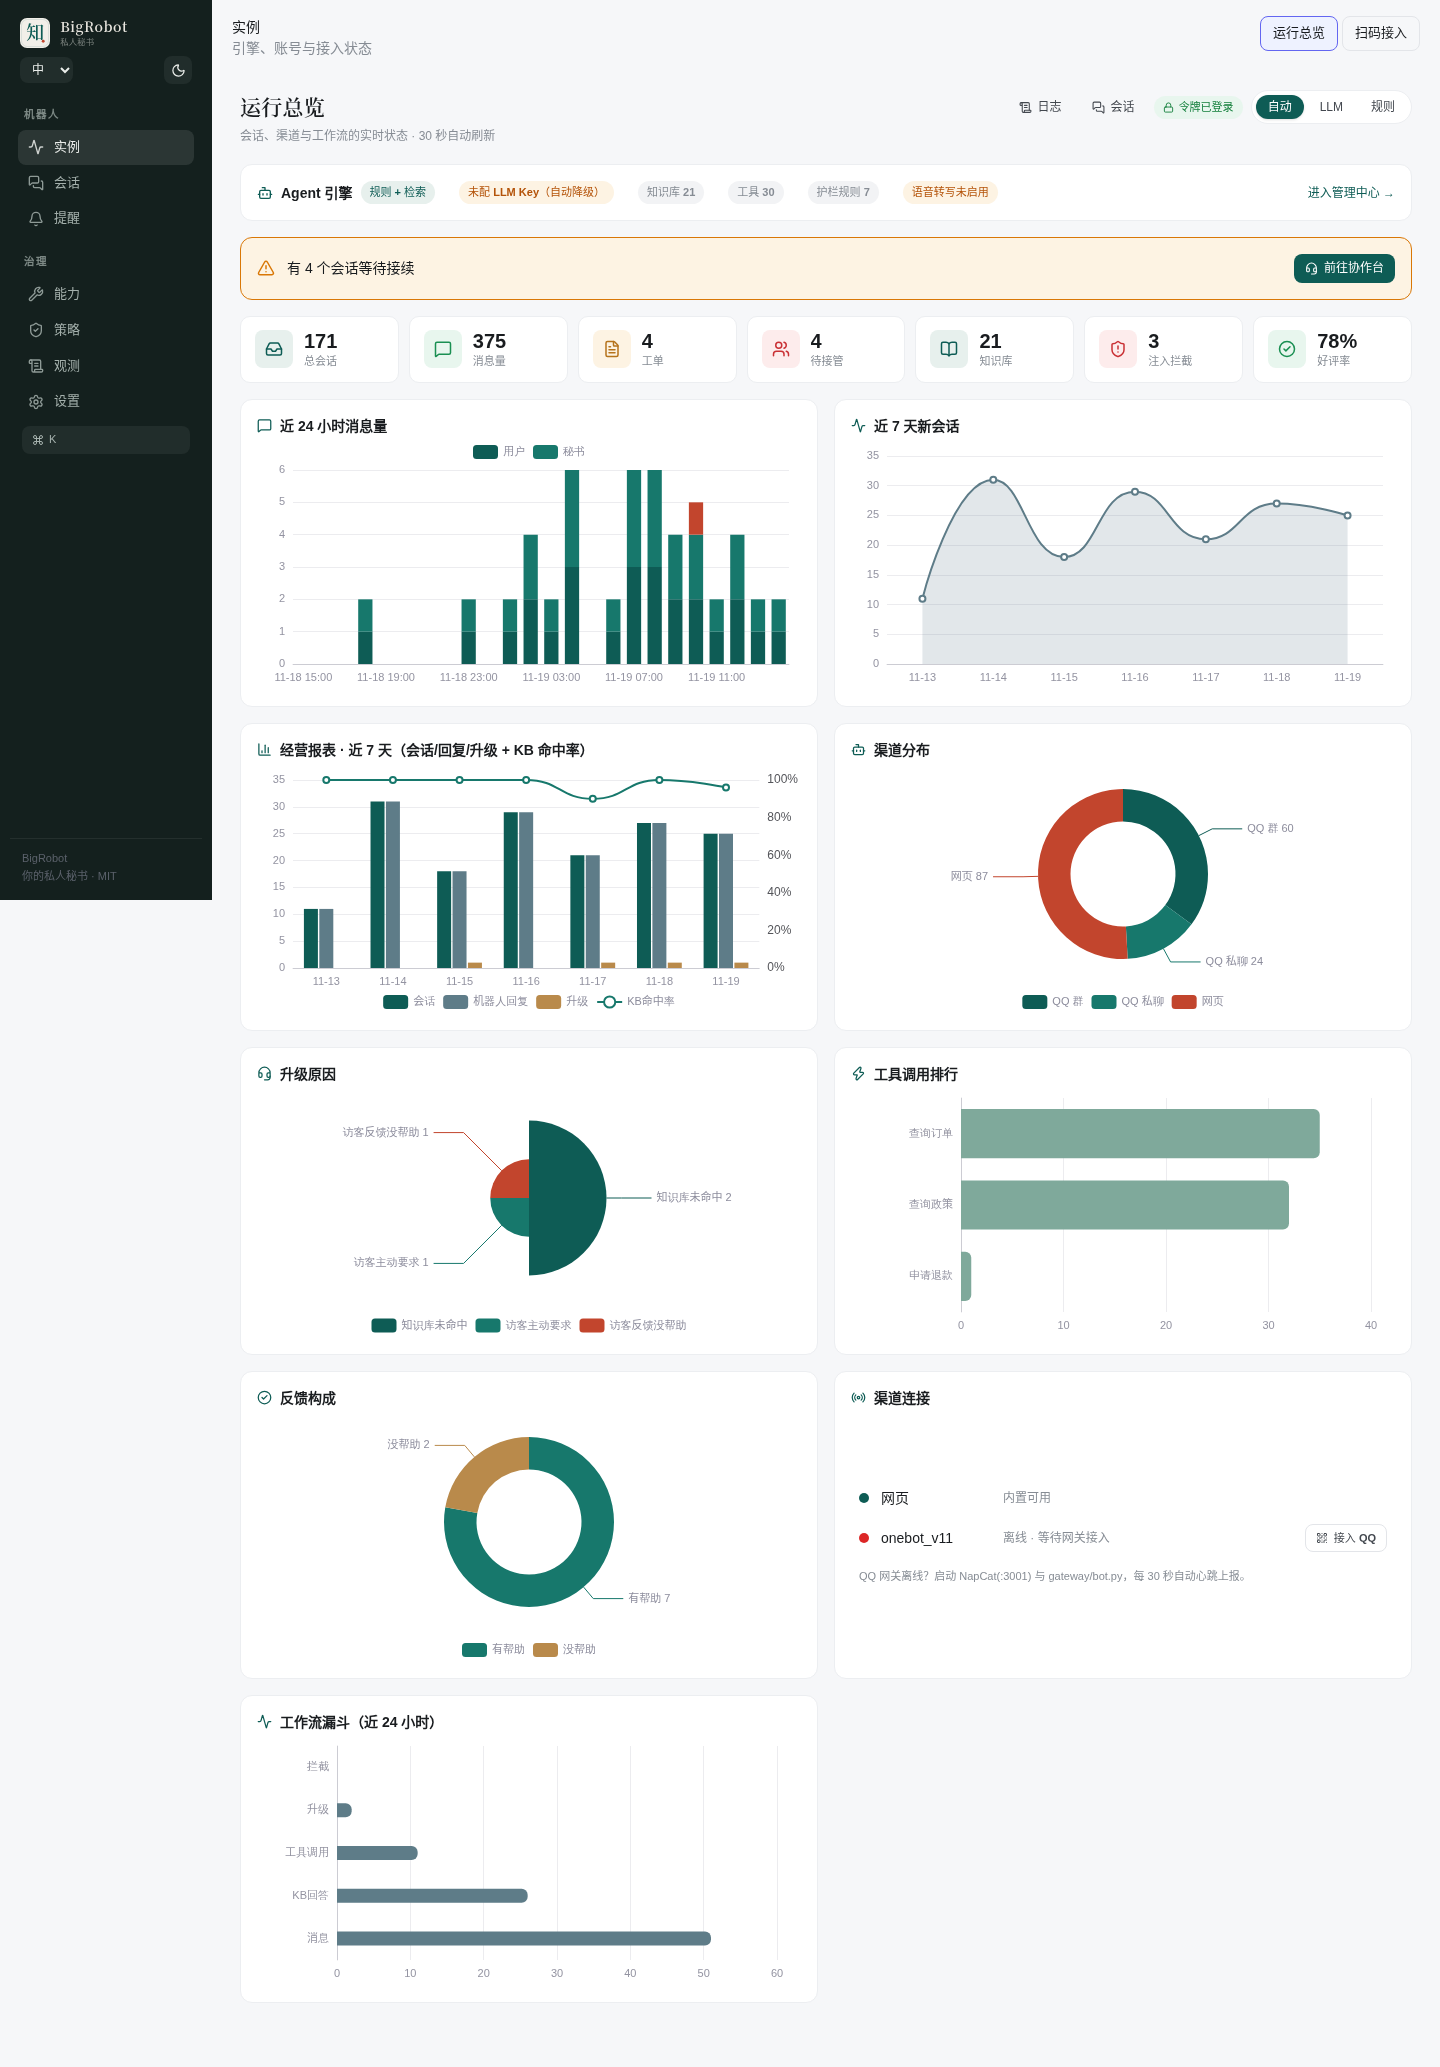 知
BigRobot
私人秘书
中
机器人
实例
会话
提醒
治理
能力
策略
观测
设置
⌘ K
BigRobot
你的私人秘书 · MIT
实例
引擎、账号与接入状态
运行总览
扫码接入
运行总览
会话、渠道与工作流的实时状态 · 30 秒自动刷新
日志
会话
令牌已登录
自动
LLM
规则
Agent 引擎
规则 + 检索
未配 LLM Key（自动降级）
知识库 21
工具 30
护栏规则 7
语音转写未启用
进入管理中心 →
有 4 个会话等待接续
前往协作台
171
总会话
375
消息量
4
工单
4
待接管
21
知识库
3
注入拦截
78%
好评率
近 24 小时消息量
用户
秘书
6
5
4
3
2
1
0
11-18 15:00
11-18 19:00
11-18 23:00
11-19 03:00
11-19 07:00
11-19 11:00
近 7 天新会话
35
30
25
20
15
10
5
0
11-13
11-14
11-15
11-16
11-17
11-18
11-19
经营报表 · 近 7 天（会话/回复/升级 + KB 命中率）
35
30
25
20
15
10
5
0
100%
80%
60%
40%
20%
0%
11-13
11-14
11-15
11-16
11-17
11-18
11-19
会话
机器人回复
升级
KB命中率
渠道分布
QQ 群 60
网页 87
QQ 私聊 24
QQ 群
QQ 私聊
网页
升级原因
访客反馈没帮助 1
知识库未命中 2
访客主动要求 1
知识库未命中
访客主动要求
访客反馈没帮助
工具调用排行
查询订单
查询政策
申请退款
0
10
20
30
40
反馈构成
没帮助 2
有帮助 7
有帮助
没帮助
渠道连接
网页
内置可用
onebot_v11
离线 · 等待网关接入
接入 QQ
QQ 网关离线？启动 NapCat(:3001) 与 gateway/bot.py，每 30 秒自动心跳上报。
工作流漏斗（近 24 小时）
拦截
升级
工具调用
KB回答
消息
0
10
20
30
40
50
60